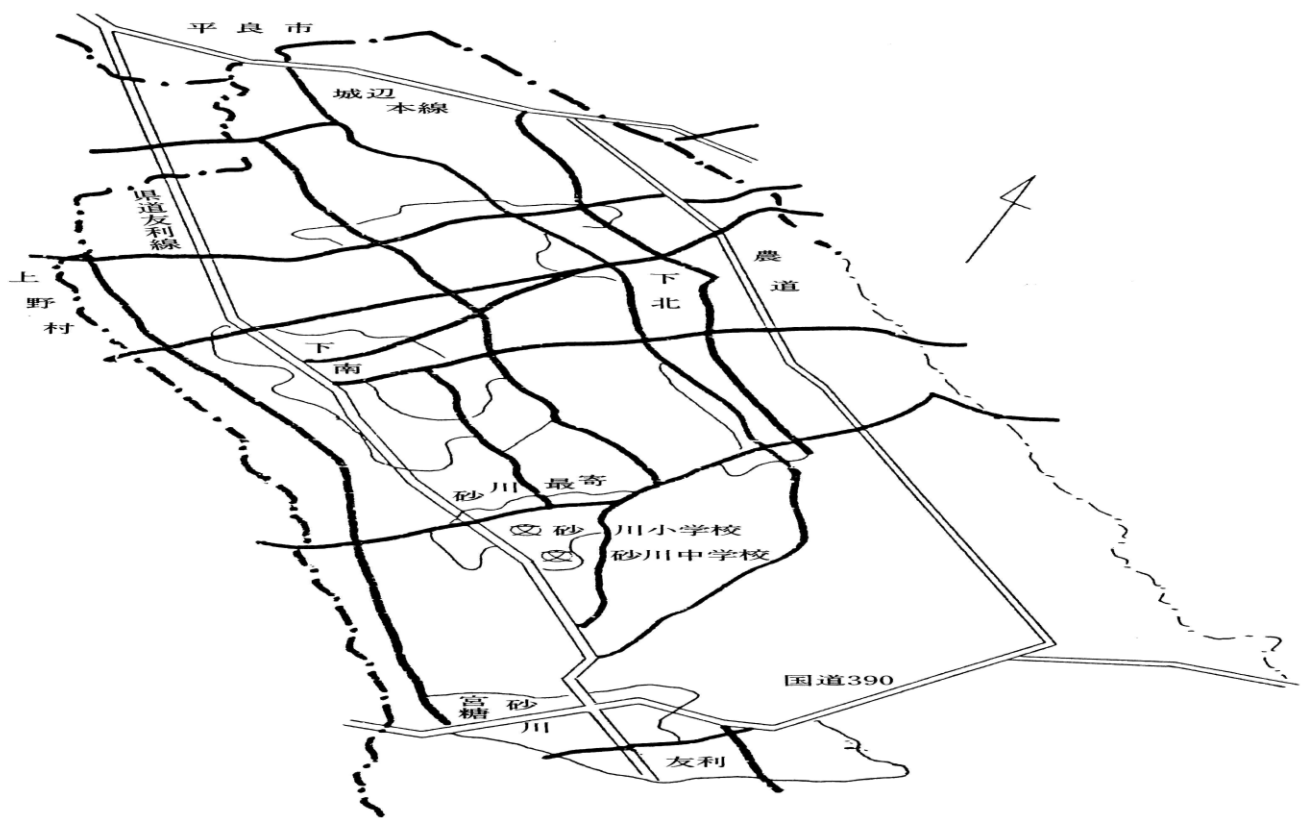 平良市
城辺
本線
県道友利線
上野村
農道
下北
下南
砂川最寄
砂川小学校
砂川中学校
国道390
宮糖
砂川
友利